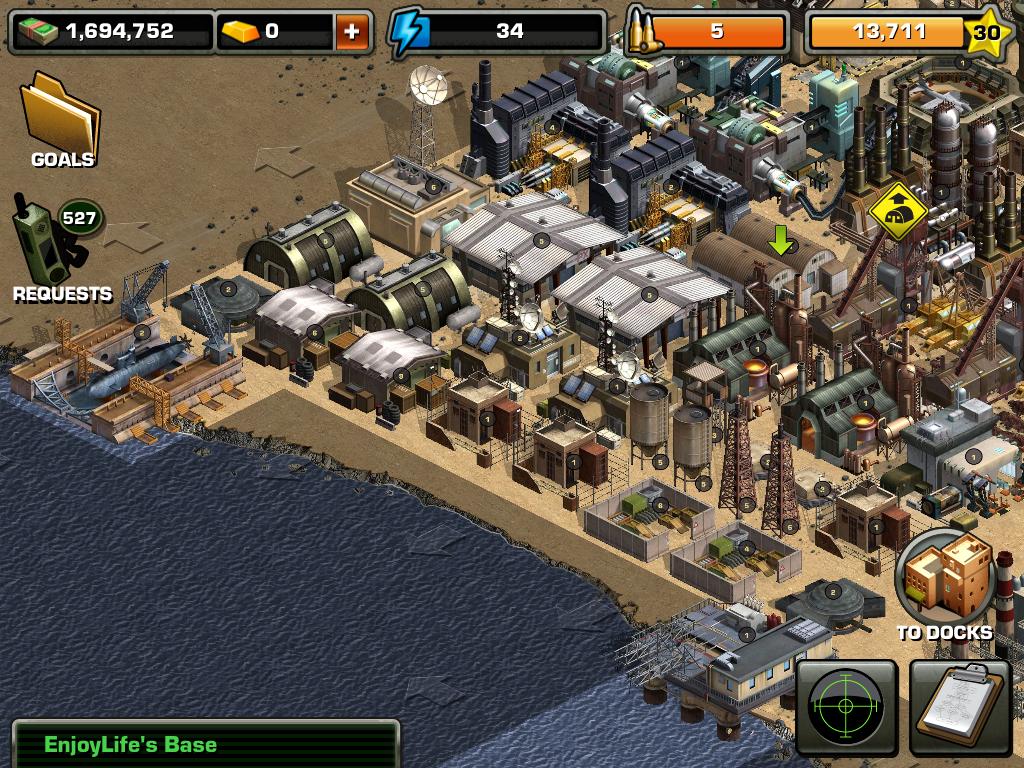 1,694,752
0
+
34
5
13,711
30
GOALS
527
REQUESTS
TO DOCKS
EnjoyLife's Base